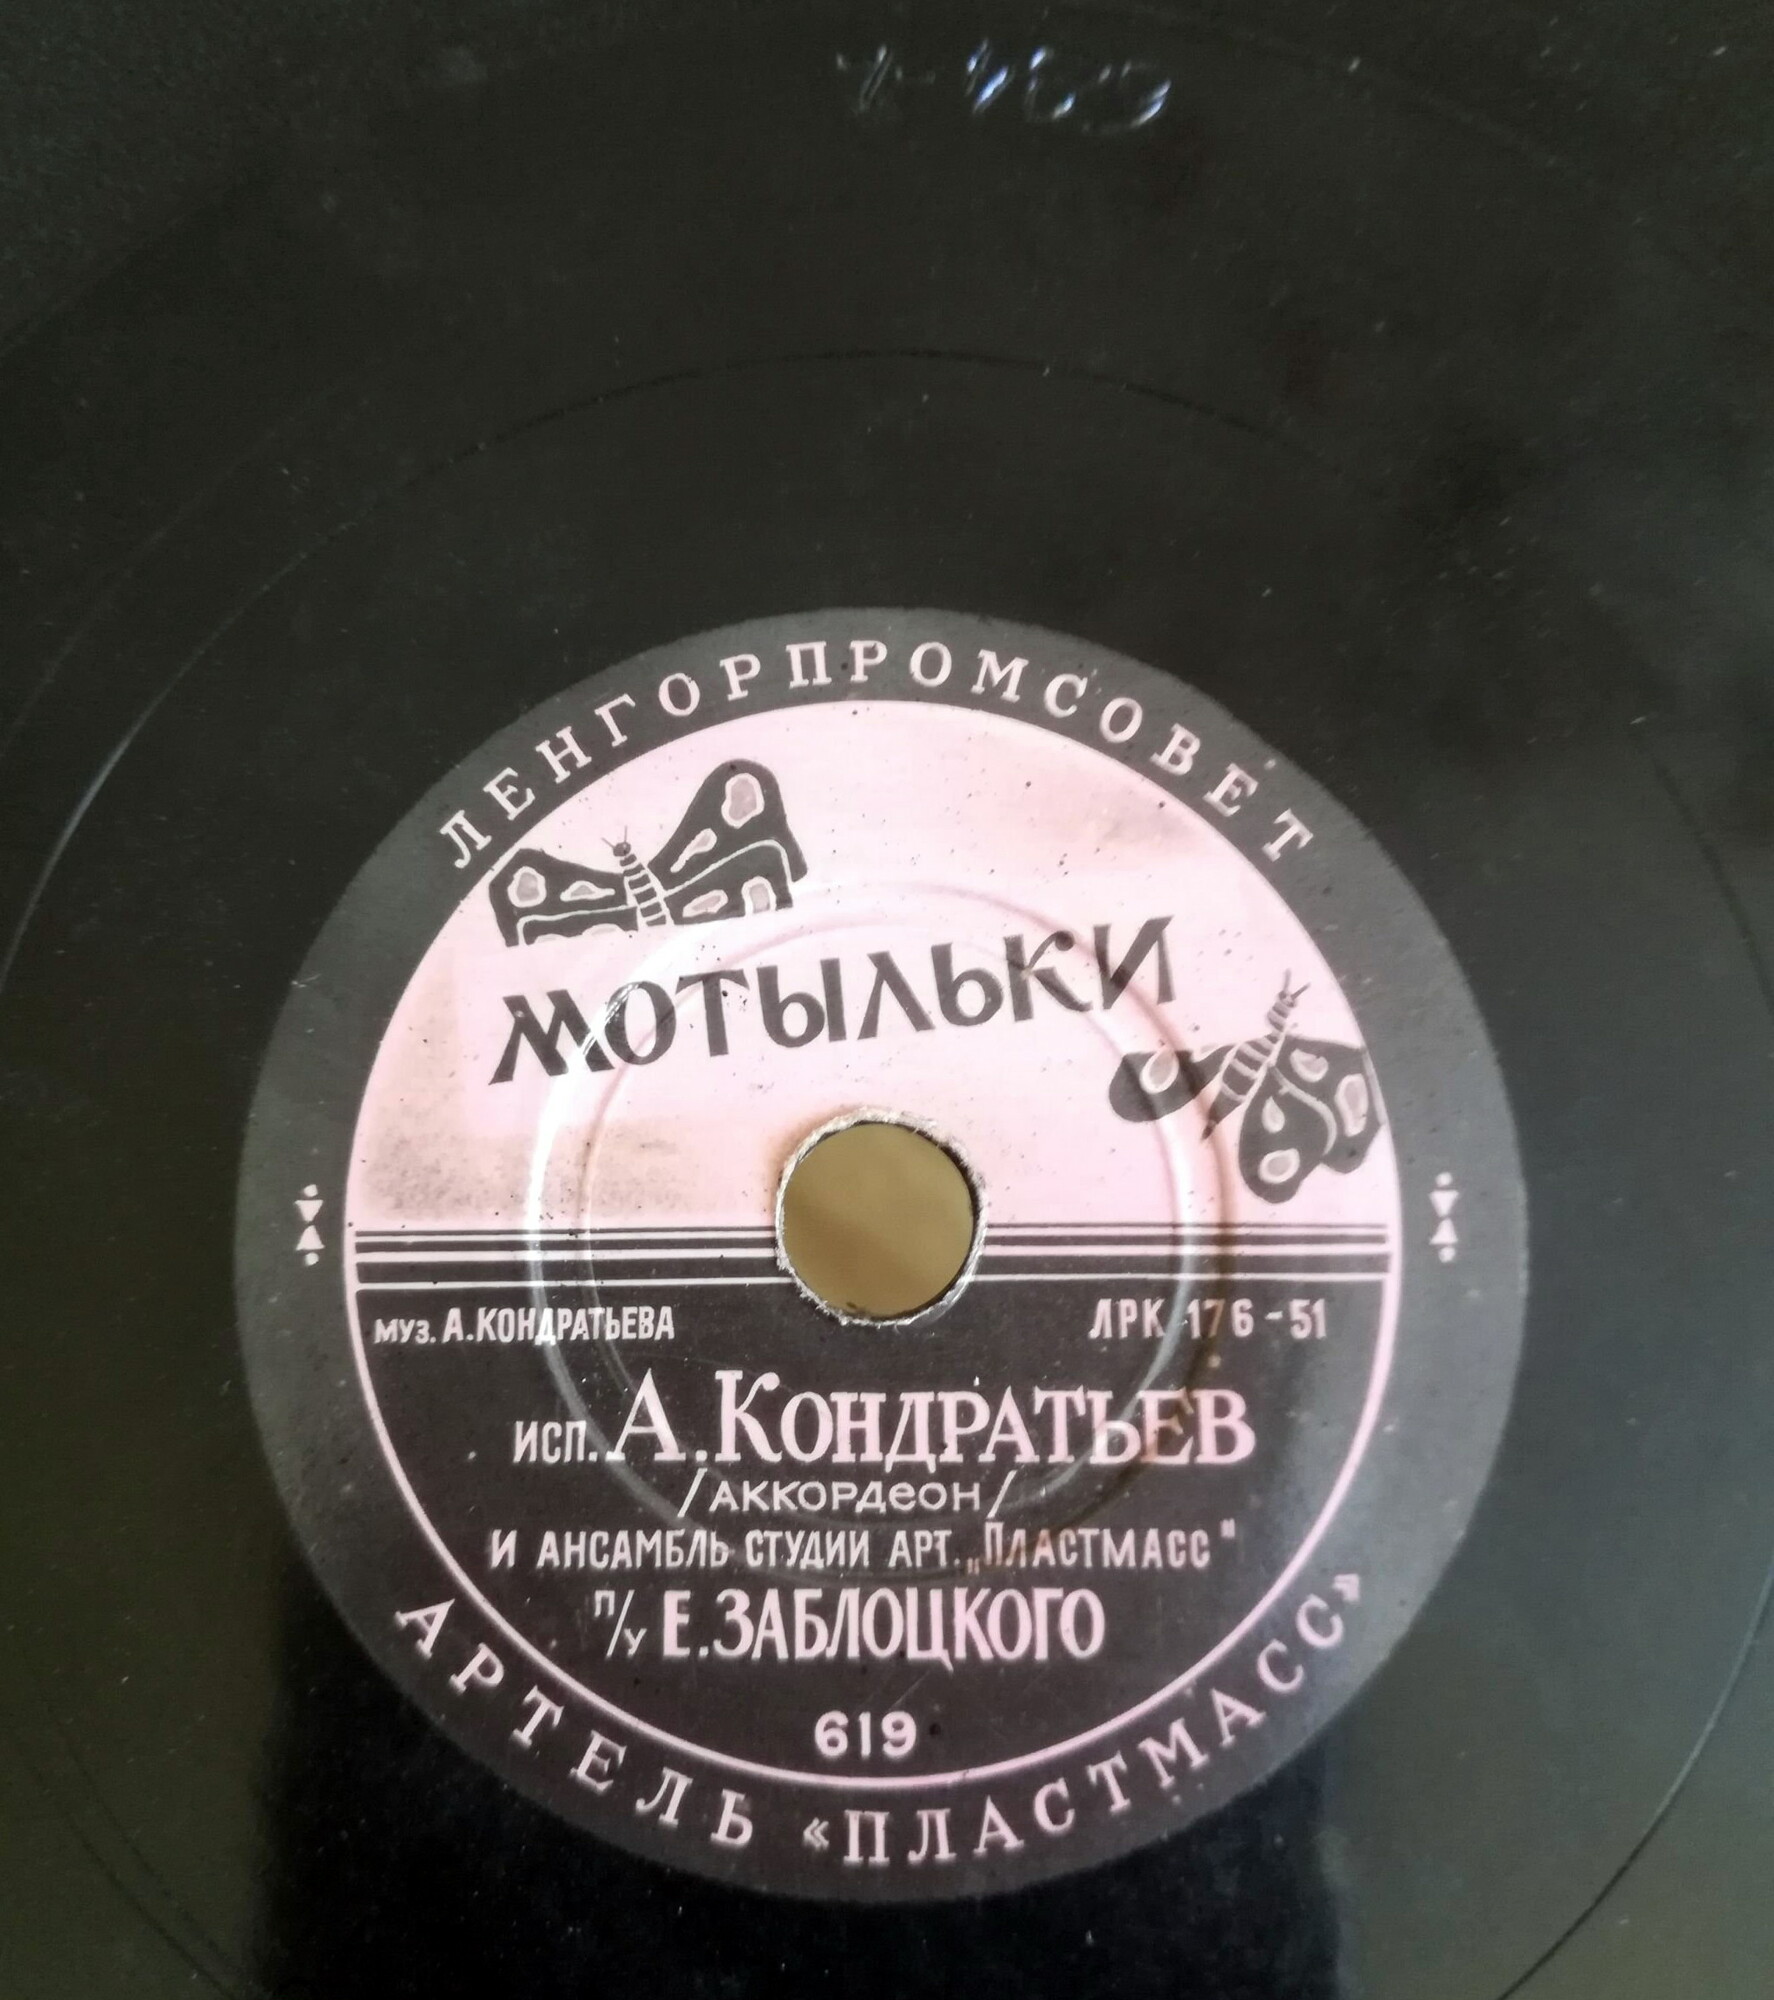 ЛЕНГОРПРОМСОВЕТ
МОТЫЛЬКИ
муз. А.КОНДРАТЬЕВА
ЛРК 176-51
исп. А.Кондратьев
/аккордеон/
и ансамбль студии арт. „Пластмасс"
п/у Е.Заблоцкого
619
АРТЕЛЬ «ПЛАСТМАСС»